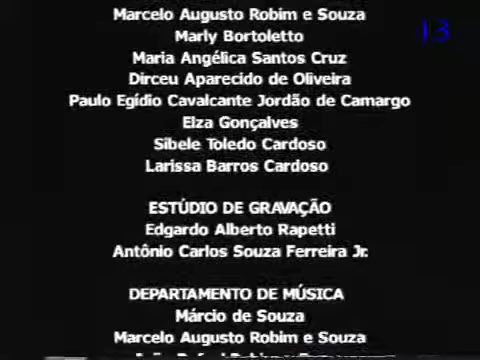 Marcelo Augusto Robim e Souza
13
Marly Bortoletto
Maria Angélica Santos Cruz
Dirceu Aparecido de Oliveira
Paulo Egídio Cavalcante Jordão de Camargo
Elza Gonçalves
Sibele Toledo Cardoso
Larissa Barros Cardoso
ESTÚDIO DE GRAVAÇÃO
Edgardo Alberto Rapetti
Antônio Carlos Souza Ferreira Jr.
DEPARTAMENTO DE MÚSICA
Márcio de Souza
Marcelo Augusto Robim e Souza